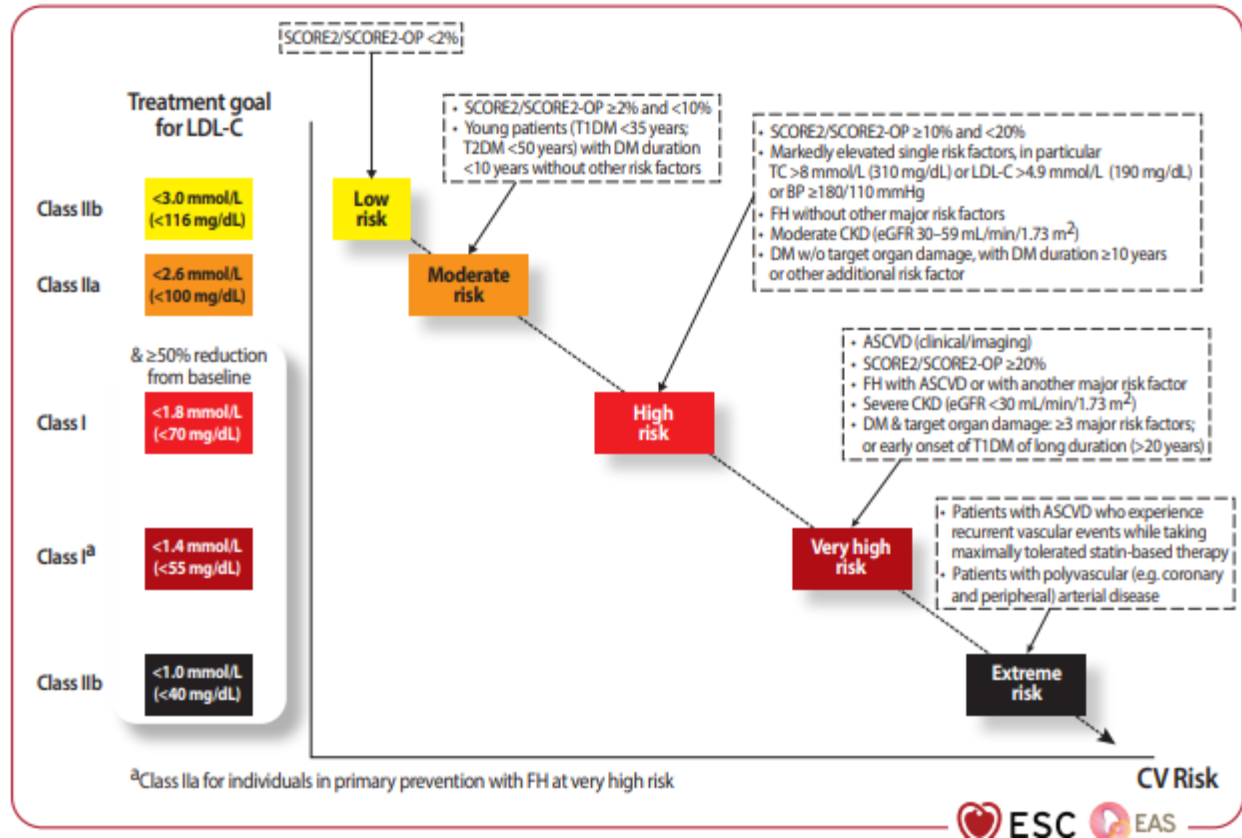 SCORE2/SCORE2-OP <2%
Treatment goal
for LDL-C
• SCORE2/SCORE2-OP ≥2% and <10%
• Young patients (T1DM <35 years;
T2DM <50 years) with DM duration
<10 years without other risk factors
• SCORE2/SCORE2-OP ≥10% and <20%
• Markedly elevated single risk factors, in particular
TC >8 mmol/L (310 mg/dL) or LDL-C >4.9 mmol/L (190 mg/dL)
or BP ≥180/110 mmHg
• FH without other major risk factors
• Moderate CKD (eGFR 30–59 mL/min/1.73 m²)
• DM w/o target organ damage, with DM duration ≥10 years
or other additional risk factor
Class IIb
<3.0 mmol/L
(<116 mg/dL)
Low
risk
Class IIa
<2.6 mmol/L
(<100 mg/dL)
Moderate
risk
& ≥50% reduction
from baseline
• ASCVD (clinical/imaging)
• SCORE2/SCORE2-OP ≥20%
• FH with ASCVD or with another major risk factor
• Severe CKD (eGFR <30 mL/min/1.73 m²)
• DM & target organ damage: ≥3 major risk factors;
or early onset of T1DM of long duration (>20 years)
Class I
<1.8 mmol/L
(<70 mg/dL)
High
risk
Class Iᵃ
<1.4 mmol/L
(<55 mg/dL)
Very high
risk
• Patients with ASCVD who experience
recurrent vascular events while taking
maximally tolerated statin-based therapy
• Patients with polyvascular (e.g. coronary
and peripheral) arterial disease
Class IIb
<1.0 mmol/L
(<40 mg/dL)
Extreme
risk
ᵃClass IIa for individuals in primary prevention with FH at very high risk
CV Risk
ESC
EAS